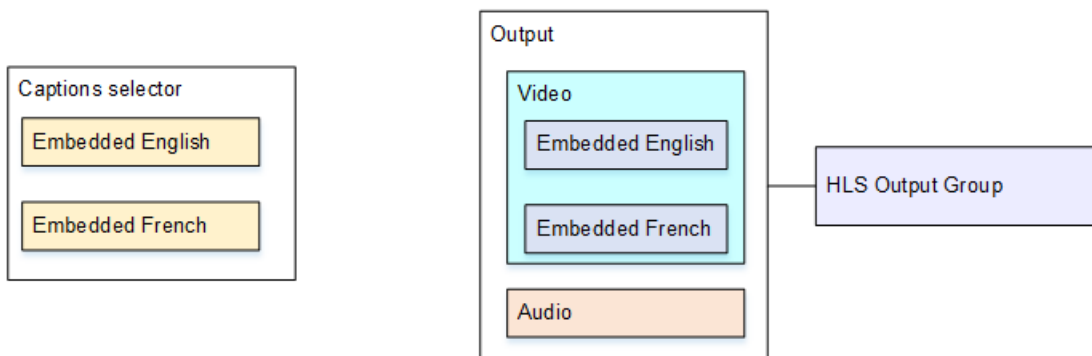 Captions selector
Embedded English
Embedded French
Output
Video
Embedded English
Embedded French
Audio
HLS Output Group